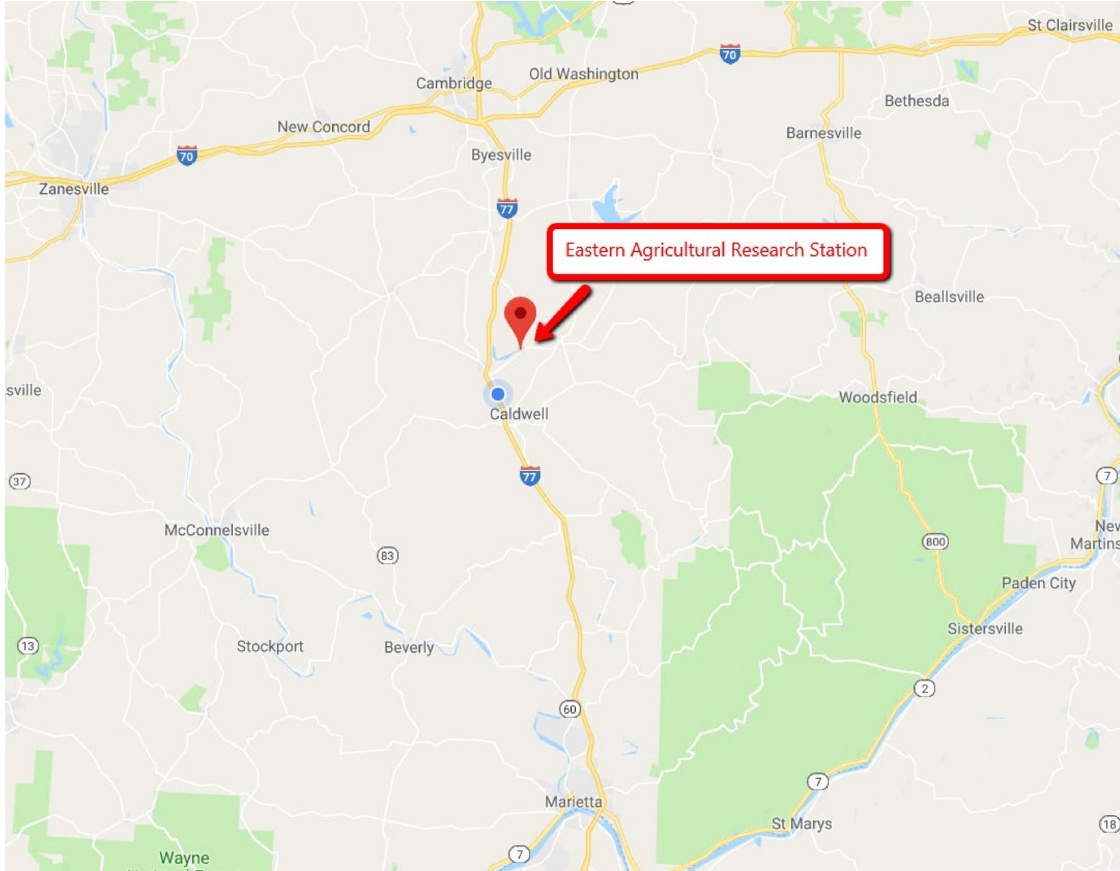 St Clairsville
70
Old Washington
Cambridge
Bethesda
New Concord
Barnesville
70
Byesville
Zanesville
77
Eastern Agricultural Research Station
Beallsville
sville
Woodsfield
Caldwell
77
37
7
McConnelsville
83
800
New
Martins
Paden City
13
Stockport
Beverly
Sistersville
2
60
7
Marietta
St Marys
18
7
Wayne